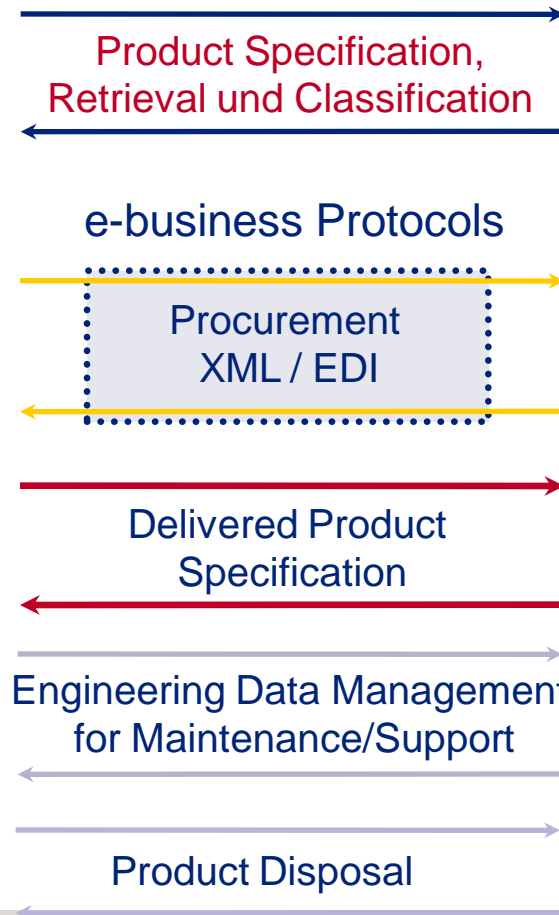 Product Specification,
Retrieval und Classification
e-business Protocols
Procurement
XML / EDI
Delivered Product
Specification
Engineering Data Management
for Maintenance/Support
Product Disposal